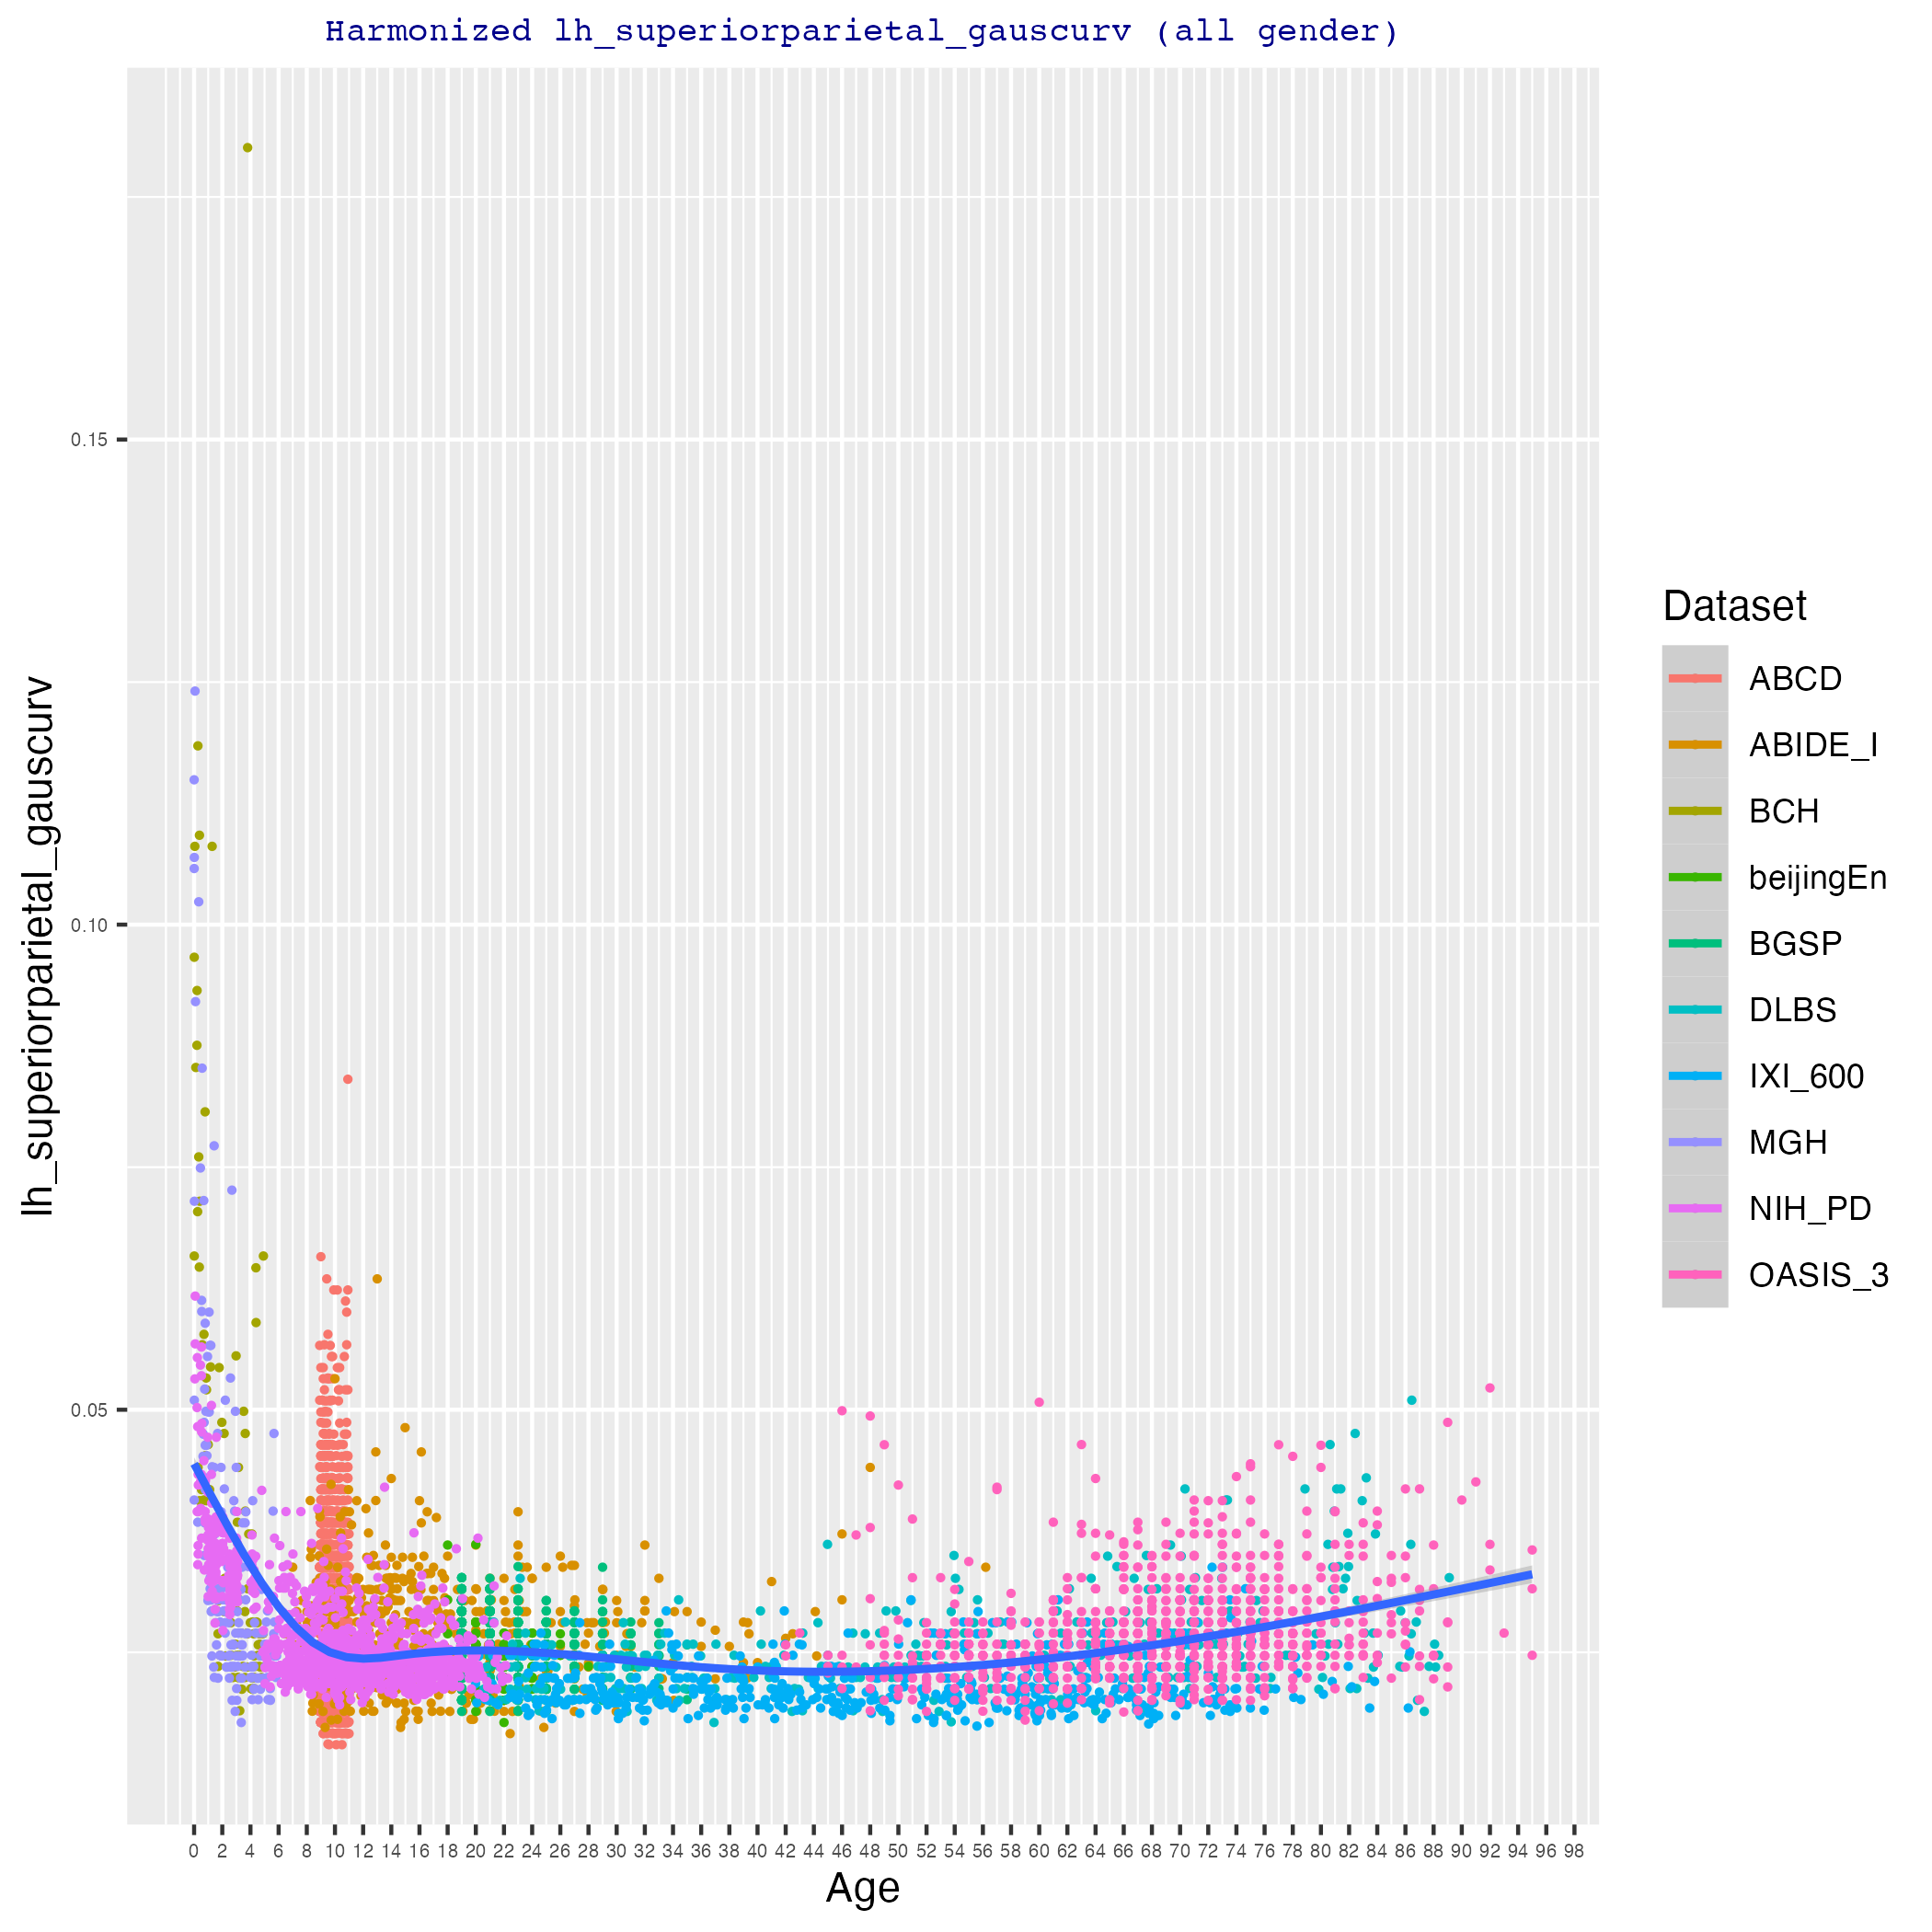 Harmonized lh_superiorparietal_gauscurv (all gender)
lh_superiorparietal_gauscurv
0.15
0.10
0.05
0 2 4 6 8 10 12 14 16 18 20 22 24 26 28 30 32 34 36 38 40 42 44 46 48 50 52 54 56 58 60 62 64 66 68 70 72 74 76 78 80 82 84 86 88 90 92 94 96 98
Age
Dataset
ABCD
ABIDE_I
BCH
beijingEn
BGSP
DLBS
IXI_600
MGH
NIH_PD
OASIS_3